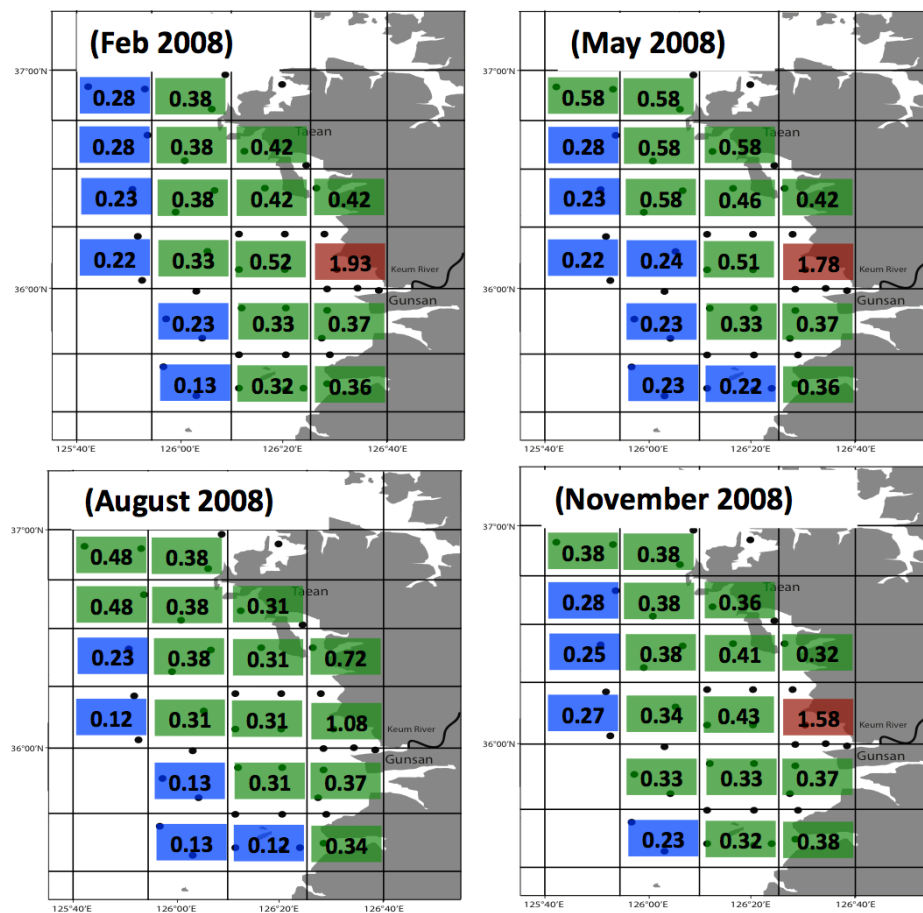 (Feb 2008)
37°00'N
0.28 0.38
Taean
0.28 0.38 0.42
0.23 0.38 0.42 0.42
0.22 0.33 0.52 1.93 Keum River
36°00'N
Gunsan
0.23 0.33 0.37
0.13 0.32 0.36
125°40'E 126°00'E 126°20'E 126°40'E
(May 2008)
37°00'N
0.58 0.58
Taean
0.28 0.58 0.58
0.23 0.58 0.46 0.42
0.22 0.24 0.51 1.78 Keum River
36°00'N
Gunsan
0.23 0.33 0.37
0.23 0.22 0.36
125°40'E 126°00'E 126°20'E 126°40'E
(August 2008)
37°00'N
0.48 0.38
Taean
0.48 0.38 0.31
0.23 0.38 0.31 0.72
0.12 0.31 0.31 1.08 Keum River
36°00'N
Gunsan
0.13 0.31 0.37
0.13 0.12 0.34
125°40'E 126°00'E 126°20'E 126°40'E
(November 2008)
37°00'N
0.38 0.38
Taean
0.28 0.38 0.36
0.25 0.38 0.41 0.32
0.27 0.34 0.43 1.58 Keum River
36°00'N
Gunsan
0.33 0.33 0.37
0.23 0.32 0.38
125°40'E 126°00'E 126°20'E 126°40'E